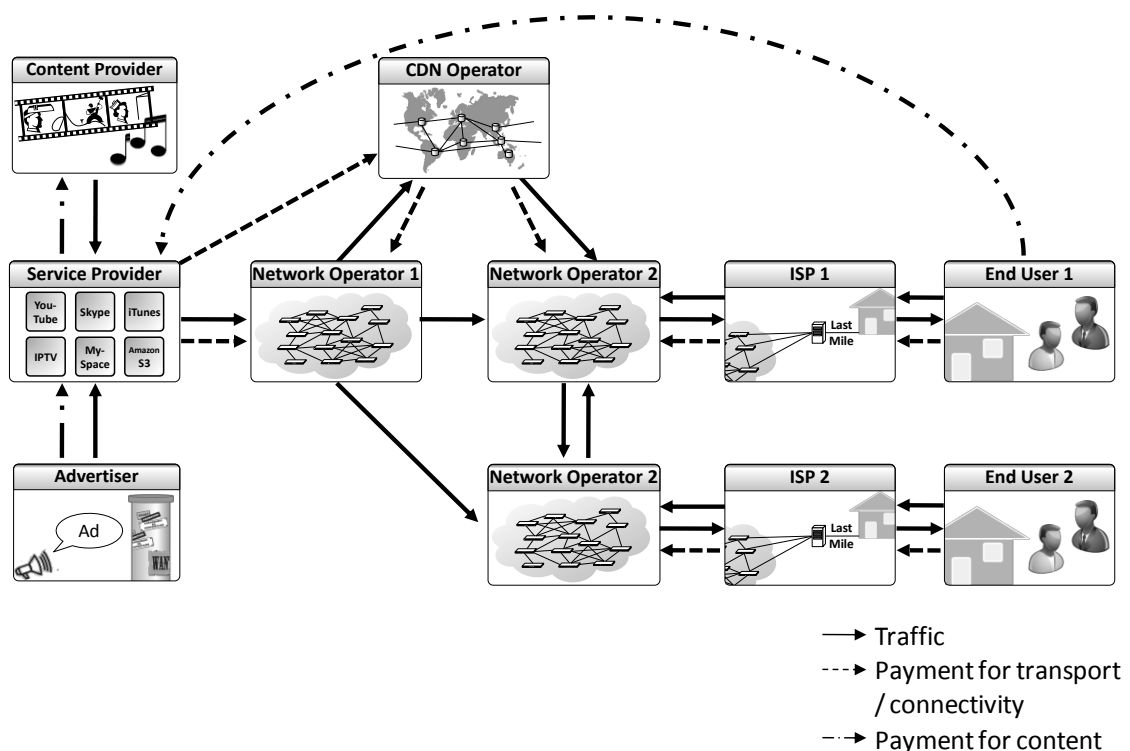 Content Provider
CDN Operator
Service Provider
You-
Tube
Skype
iTunes
IPTV
My-
Space
Amazon
S3
Network Operator 1
Network Operator 2
ISP 1
Last
Mile
End User 1
Advertiser
Ad
WAN
Network Operator 2
ISP 2
Last
Mile
End User 2
Traffic
Payment for transport
/ connectivity
Payment for content